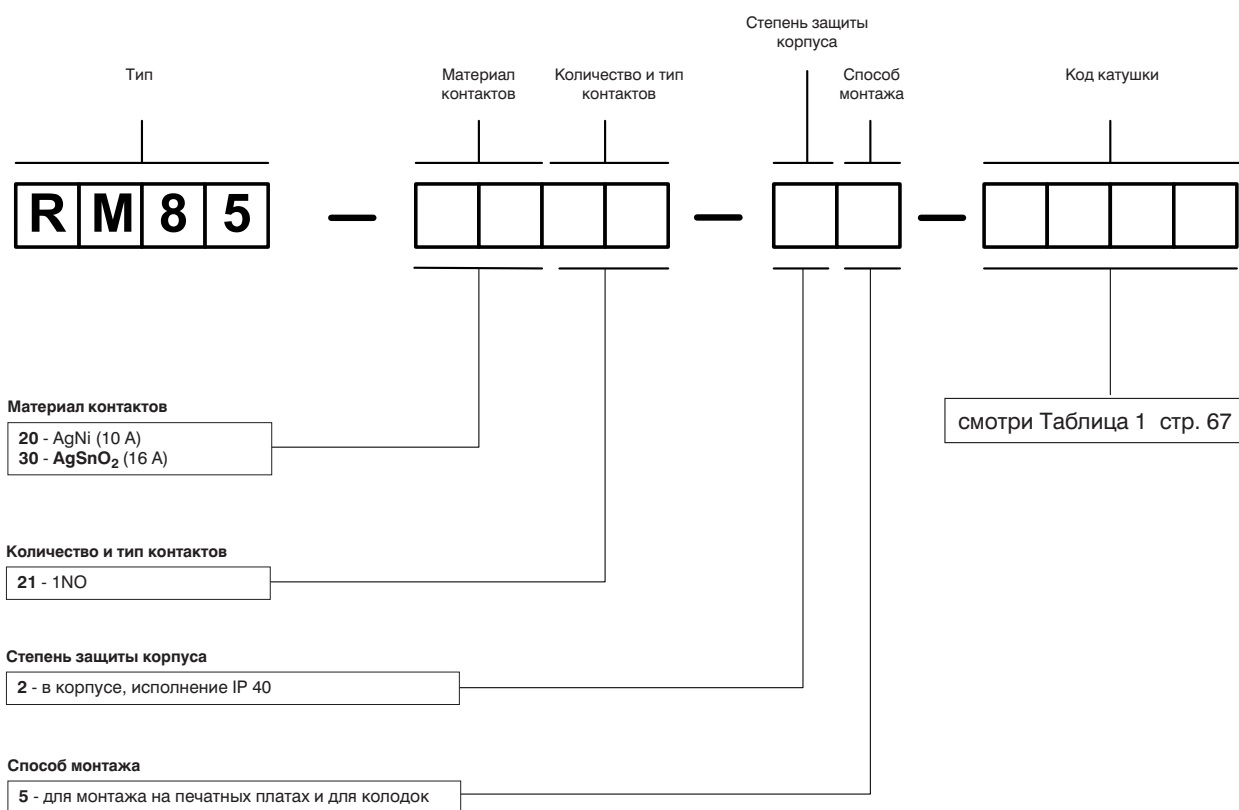 Степень защиты
корпуса
Тип
Материал
контактов
Количество и тип
контактов
Способ
монтажа
Код катушки
RM85 – –  –
Материал контактов
20 - AgNi (10 A)
30 - AgSnO₂ (16 A)
смотри Таблица 1 стр. 67
Количество и тип контактов
21 - 1NO
Степень защиты корпуса
2 - в корпусе, исполнение IP 40
Способ монтажа
5 - для монтажа на печатных платах и для колодок